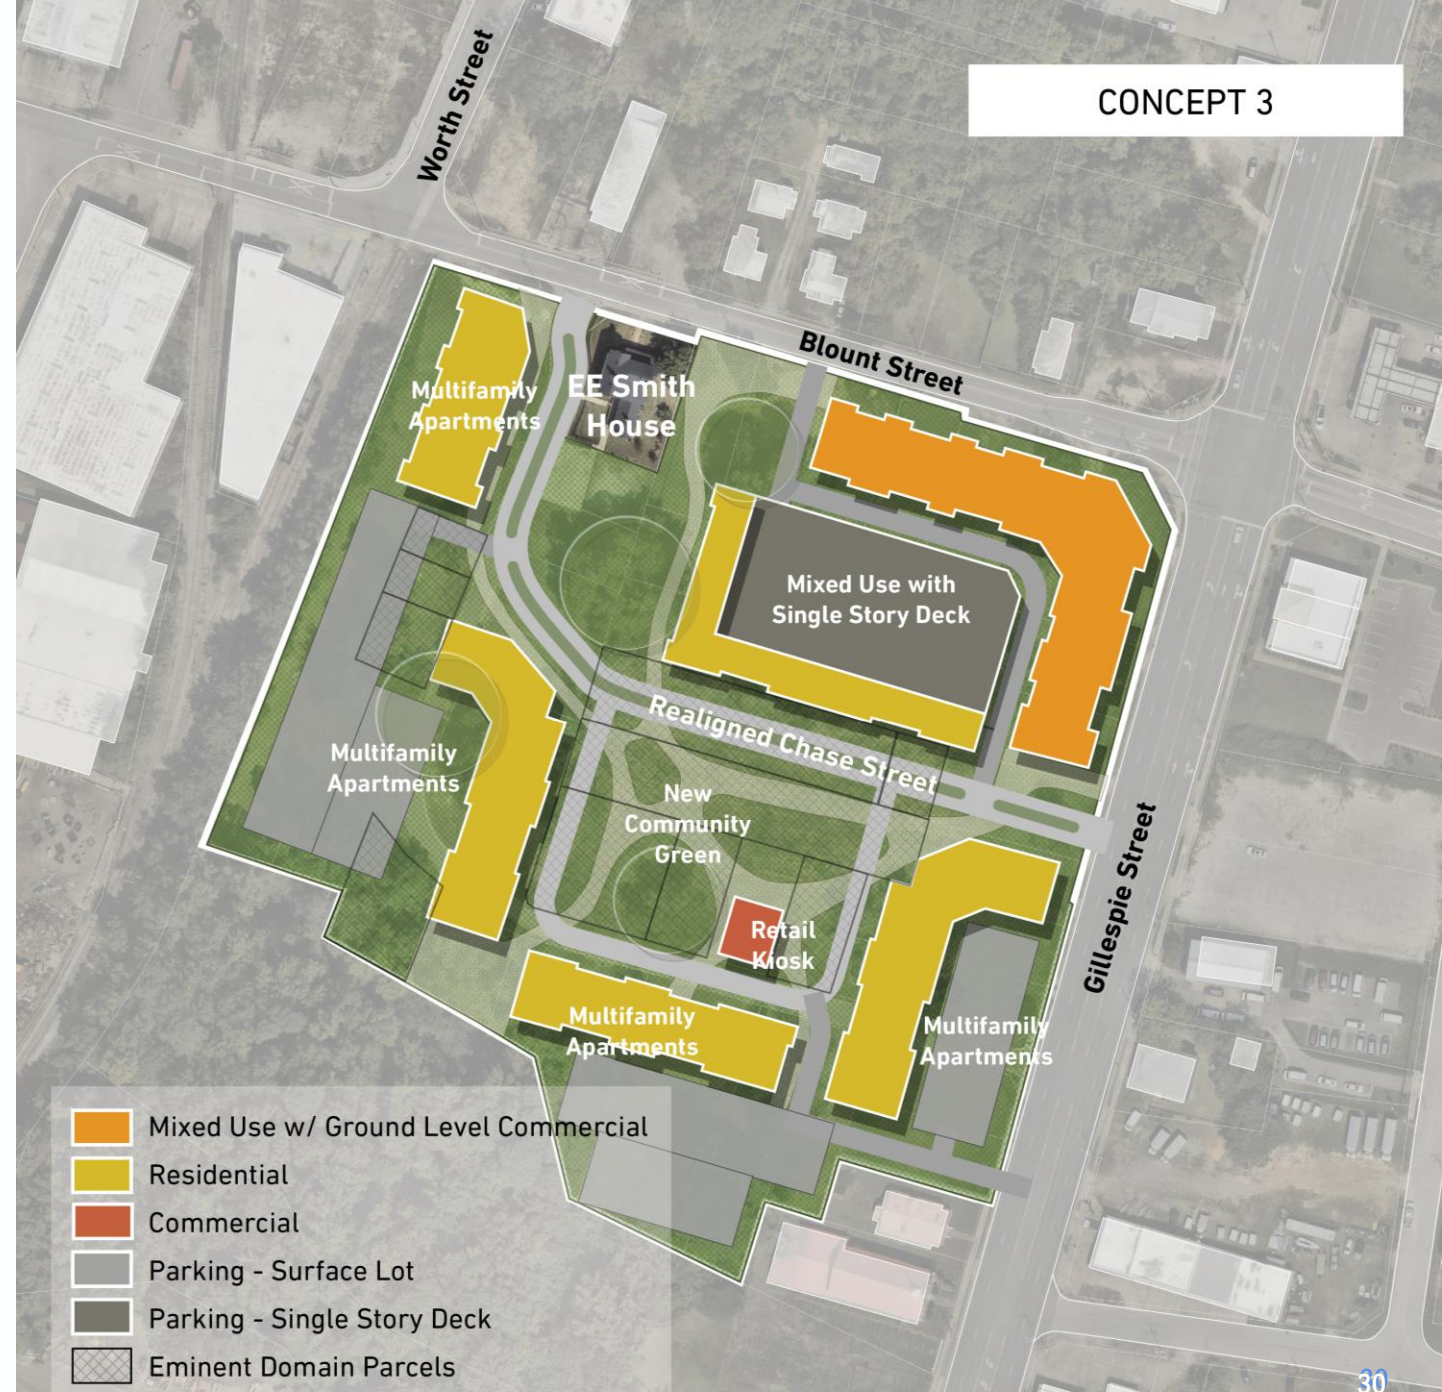 Worth Street
CONCEPT 3
Blount Street
Multifamily
Apartments
EE Smith
House
Mixed Use with
Single Story Deck
Realigned Chase Street
Multifamily
Apartments
New
Community
Green
Gillespie Street
Retail
Kiosk
Multifamily
Apartments
Multifamily
Apartments
Mixed Use w/ Ground Level Commercial
Residential
Commercial
Parking - Surface Lot
Parking - Single Story Deck
Eminent Domain Parcels
30